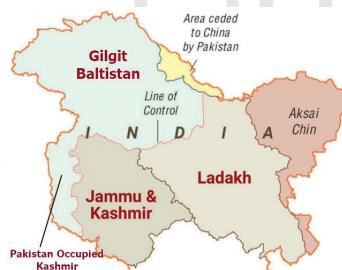 Area ceded
to China
by Pakistan
Gilgit
Baltistan
Line of
Control
Aksai
Chin
INDIA
Ladakh
Jammu &
Kashmir
Pakistan Occupied
Kashmir